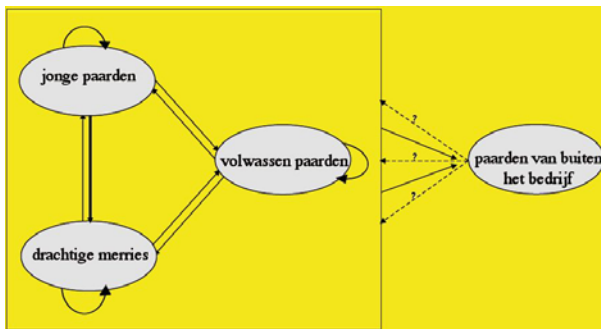 jonge paarden
volwassen paarden
drachtige merries
?
?
?
paarden van buiten
het bedrijf